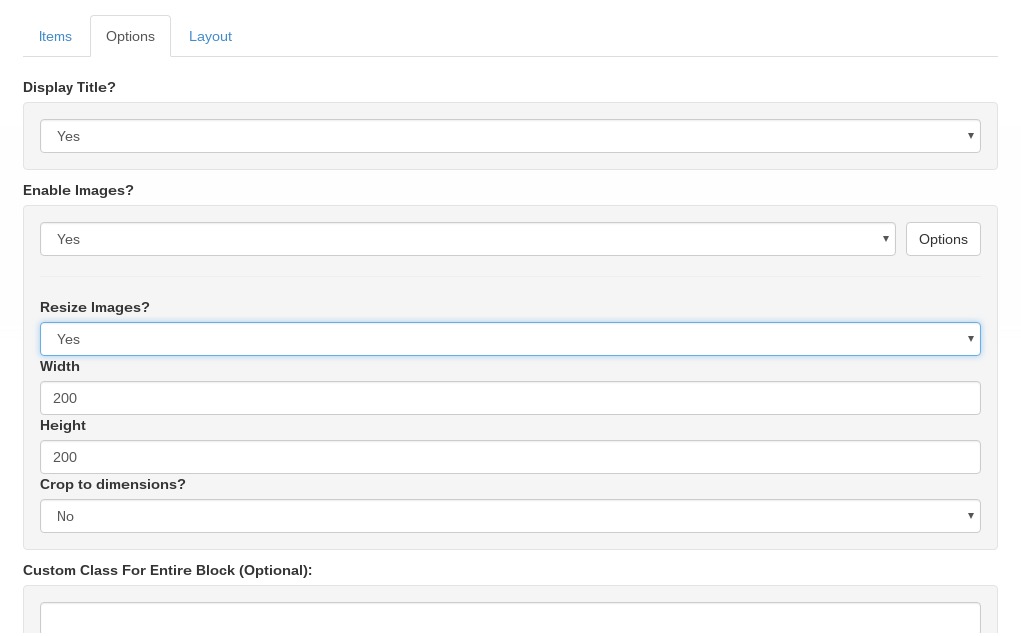 Items Options Layout
Display Title?
Yes
Enable Images?
Yes Options
Resize Images?
Yes
Width
200
Height
200
Crop to dimensions?
No
Custom Class For Entire Block (Optional):